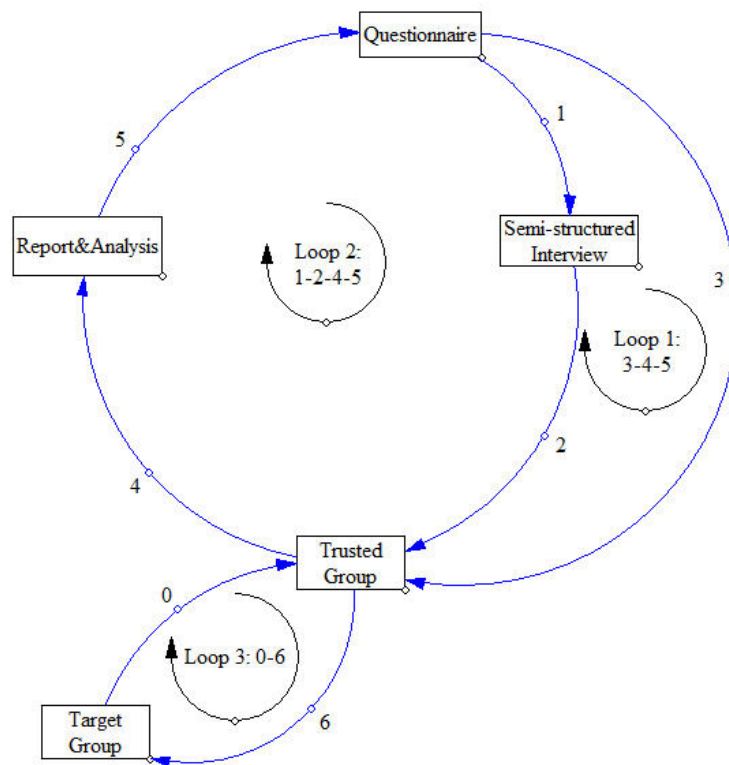 Questionnaire
1
5
Report&Analysis
Semi-structured
Interview
Loop 2:
1-2-4-5
3
Loop 1:
3-4-5
2
4
Trusted
Group
0
Loop 3: 0-6
6
Target
Group